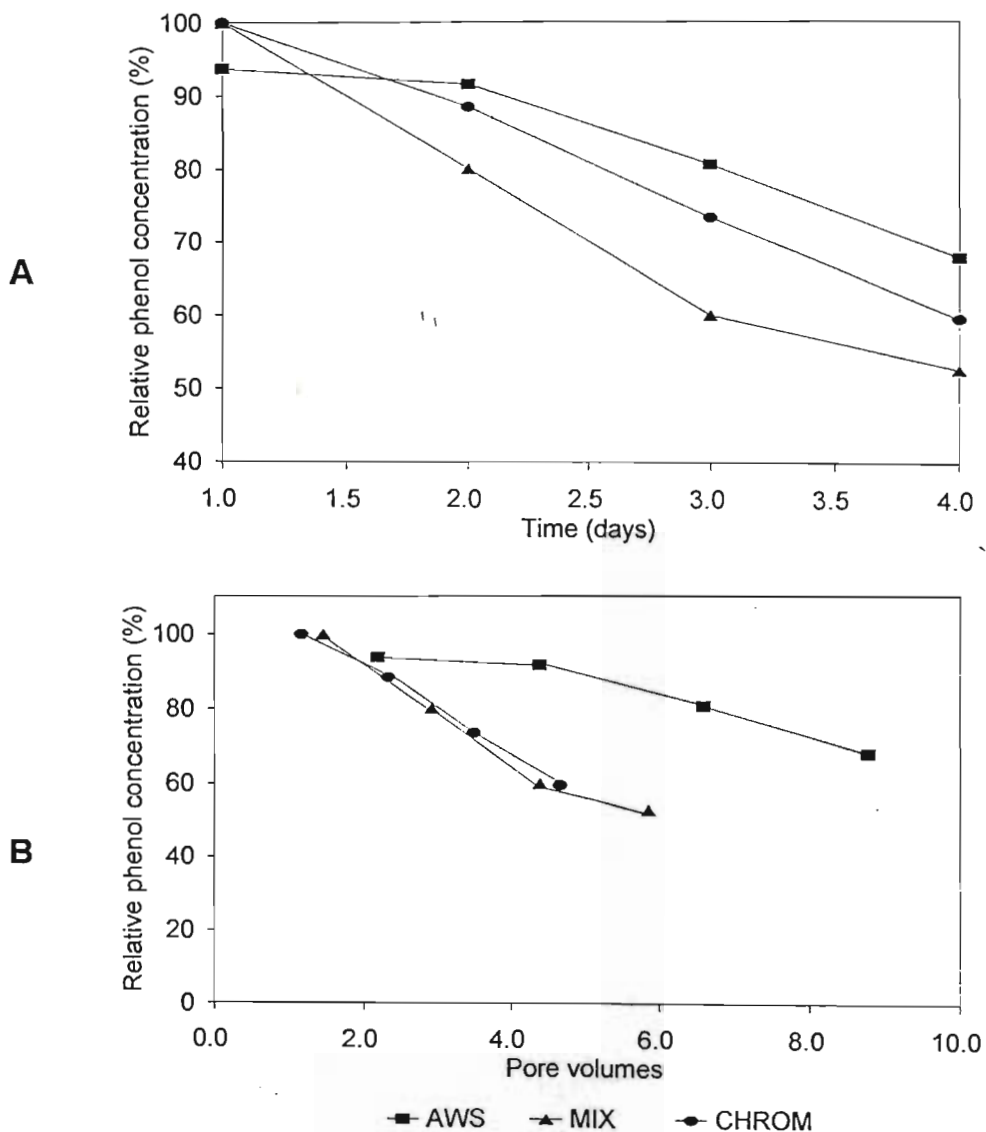 A
Relative phenol concentration (%)
100
90
80
70
60
50
40
1.0 1.5 2.0 2.5 3.0 3.5 4.0
Time (days)
B
Relative phenol concentration (%)
100
80
60
40
20
0
0.0 2.0 4.0 6.0 8.0 10.0
Pore volumes
AWS MIX CHROM